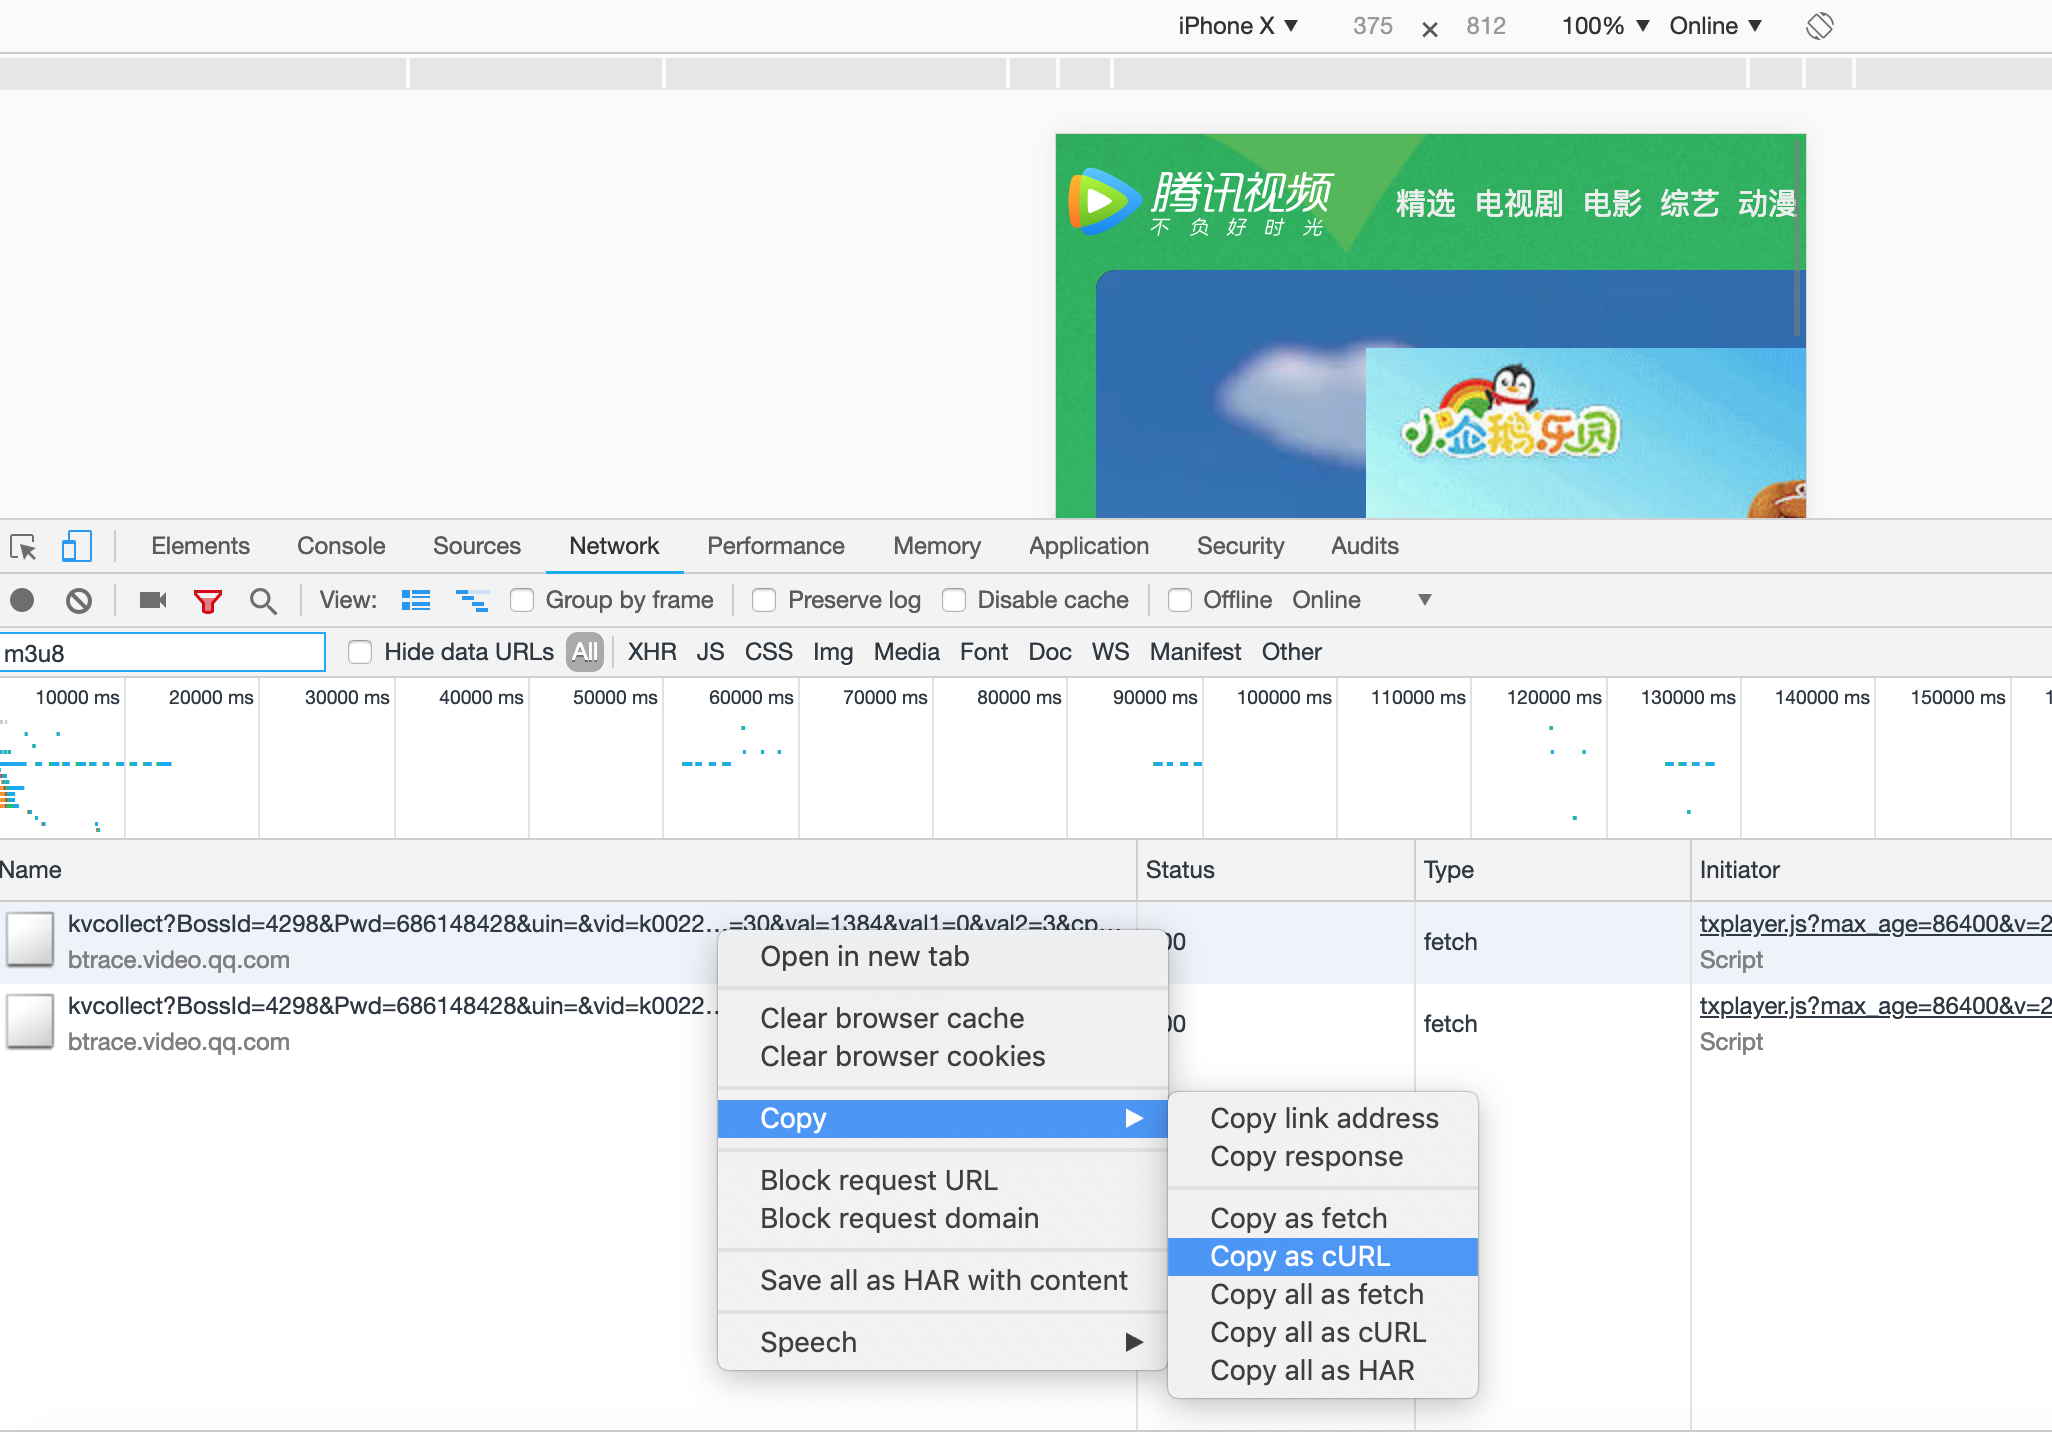 iPhone X ▼ 375 × 812 100% ▼ Online ▼
腾讯视频
不负好时光
精选 电视剧 电影 综艺 动漫
小企鹅乐园
Elements Console Sources Network Performance Memory Application Security Audits
View: Group by frame Preserve log Disable cache Offline Online ▼
m3u8 Hide data URLs All XHR JS CSS Img Media Font Doc WS Manifest Other
10000 ms 20000 ms 30000 ms 40000 ms 50000 ms 60000 ms 70000 ms 80000 ms 90000 ms 100000 ms 110000 ms 120000 ms 130000 ms 140000 ms 150000 ms 1
Name Status Type Initiator
kvcollect?BossId=4298&Pwd=686148428&uin=&vid=k0022…=30&val=1384&val1=0&val2=3&cp… 00 fetch txplayer.js?max_age=86400&v=2
btrace.video.qq.com Script
kvcollect?BossId=4298&Pwd=686148428&uin=&vid=k0022… 00 fetch txplayer.js?max_age=86400&v=2
btrace.video.qq.com Script
Open in new tab
Clear browser cache
Clear browser cookies
Copy
Block request URL
Block request domain
Save all as HAR with content
Speech
Copy link address
Copy response
Copy as fetch
Copy as cURL
Copy all as fetch
Copy all as cURL
Copy all as HAR